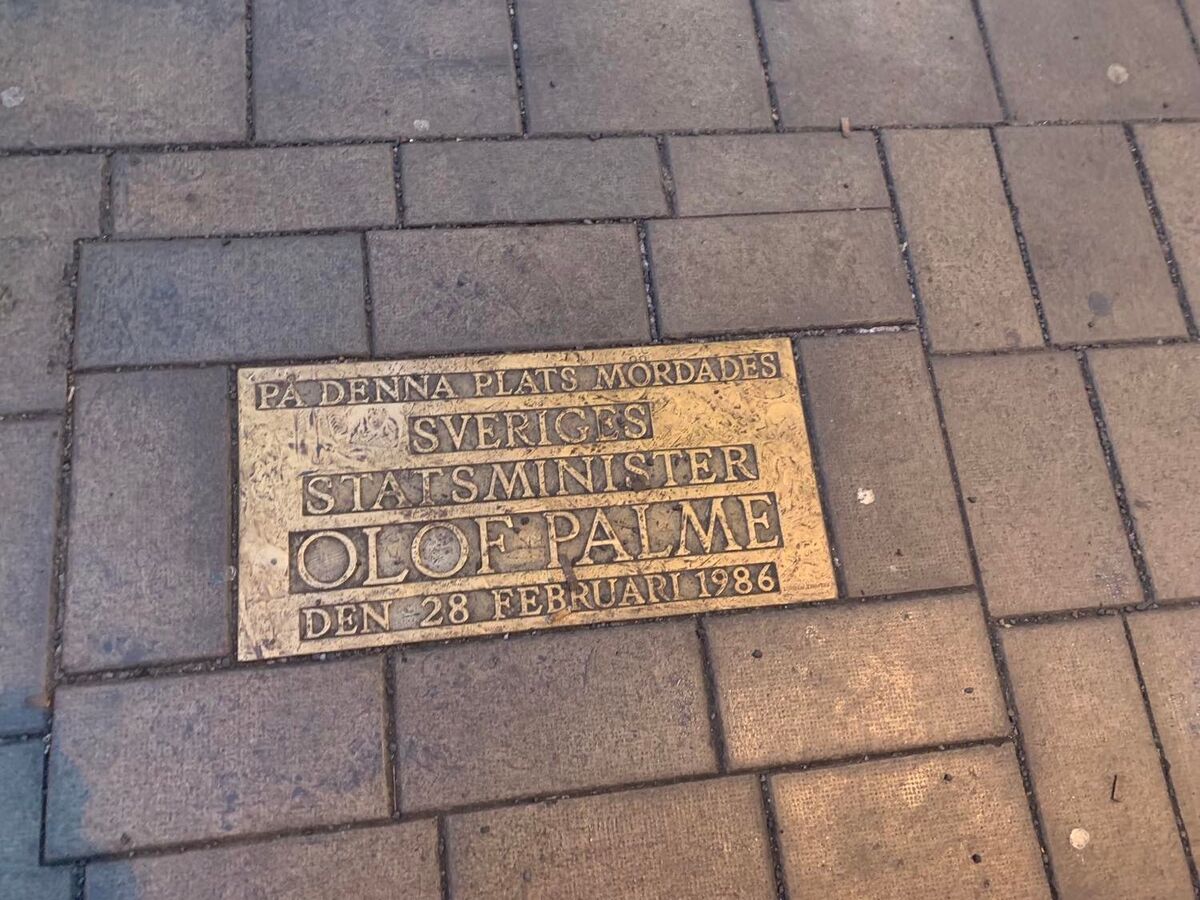 PÅ DENNA PLATS MÖRDADES
SVERIGES
STATSMINISTER
OLOF PALME
DEN 28 FEBRUARI 1986